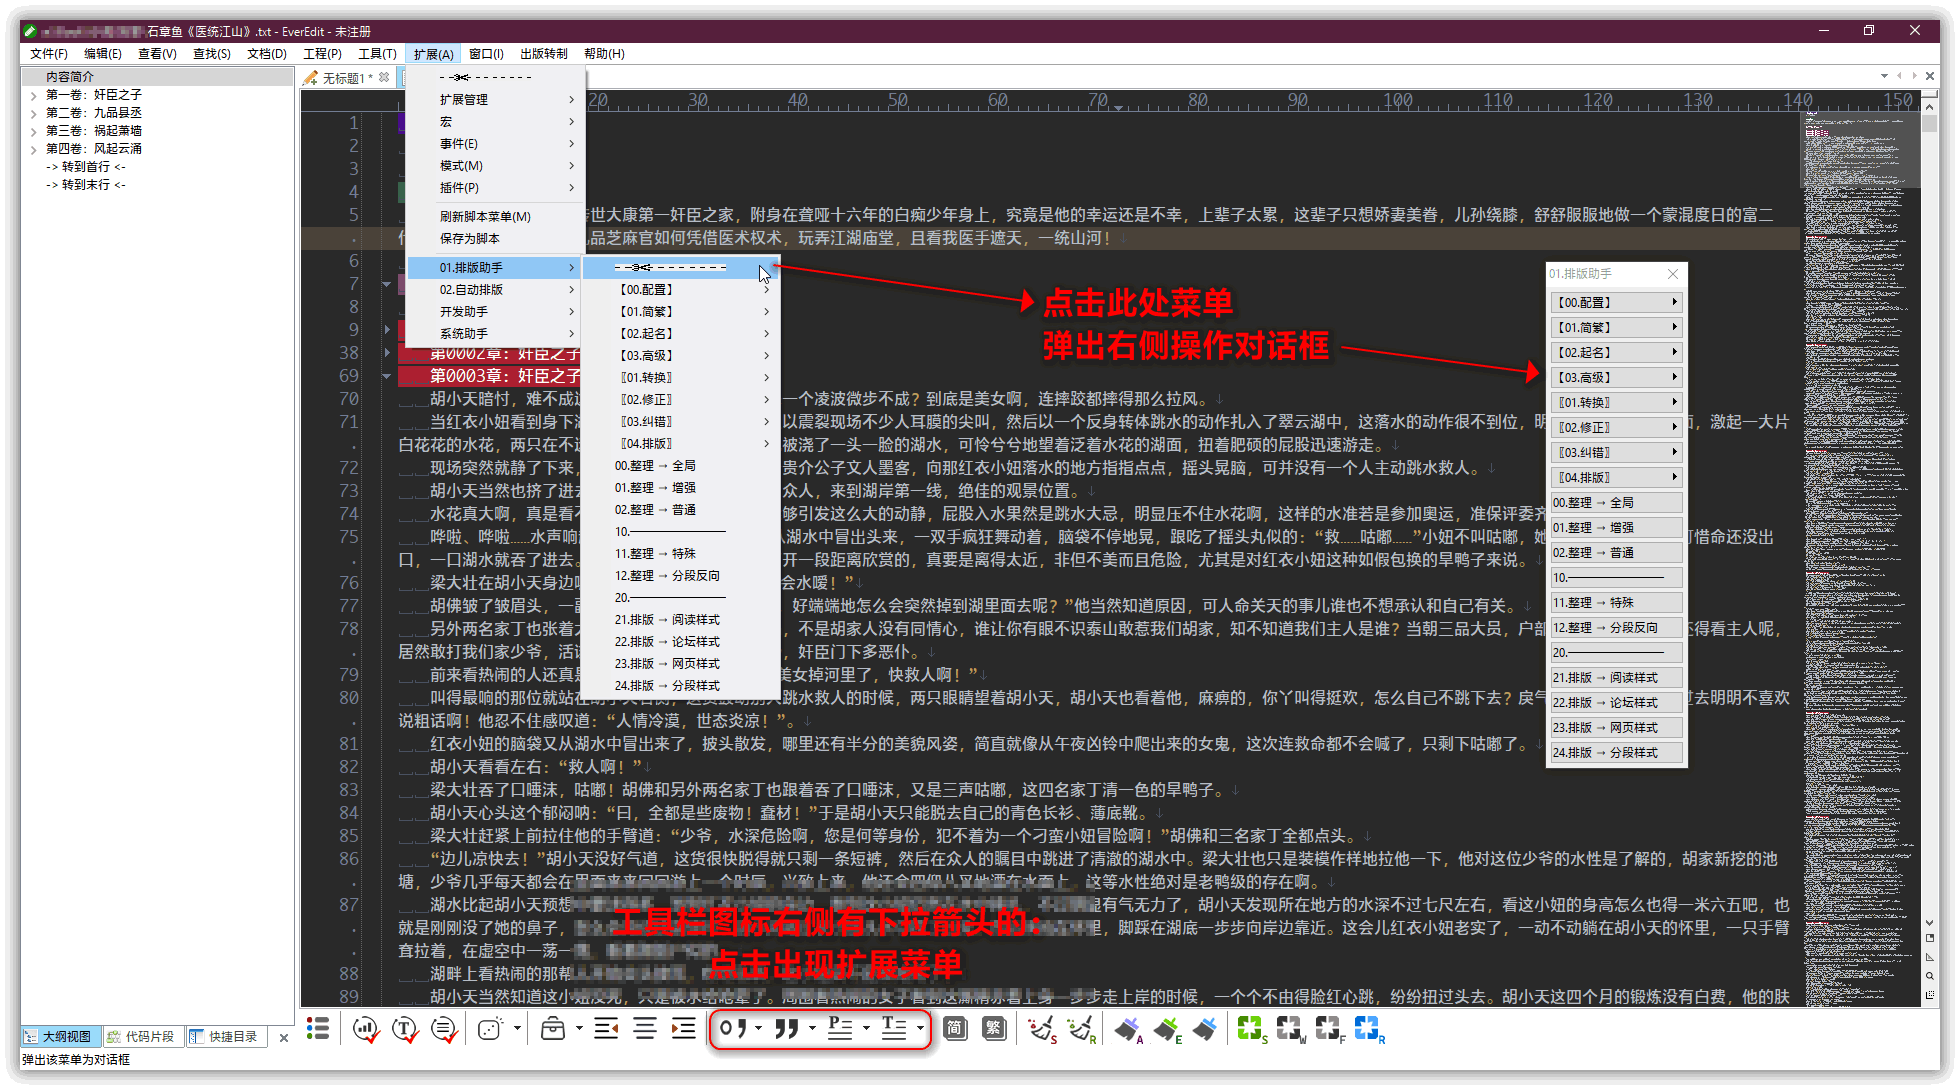 石章鱼《医统江山》.txt - EverEdit - 未注册
文件(F) 编辑(E) 查看(V) 查找(S) 文档(D) 工程(P) 工具(T) 扩展(A) 窗口(I) 出版转制 帮助(H)
内容简介
第一卷：奸臣之子
第二卷：九品县丞
第三卷：祸起萧墙
第四卷：风起云涌
-> 转到首行 <-
-> 转到末行 <-
无标题1 *
扩展管理
宏
事件(E)
模式(M)
插件(P)
刷新脚本菜单(M)
保存为脚本
01.排版助手
02.自动排版
开发助手
系统助手
【00.配置】
【01.简繁】
【02.起名】
【03.高级】
〖01.转换〗
〖02.修正〗
〖03.纠错〗
〖04.排版〗
00.整理 → 全局
01.整理 → 增强
02.整理 → 普通
10.——————
11.整理 → 特殊
12.整理 → 分段反向
20.——————
21.排版 → 阅读样式
22.排版 → 论坛样式
23.排版 → 网页样式
24.排版 → 分段样式
20 30 40 50 60 70 80 90 100 110 120 130 140 150
1
2
3
4
5 世大康第一奸臣之家，附身在聋哑十六年的白痴少年身上，究竟是他的幸运还是不幸，上辈子太累，这辈子只想娇妻美眷，儿孙绕膝，舒舒服服地做一个蒙混度日的富二
品芝麻官如何凭借医术权术，玩弄江湖庙堂，且看我医手遮天，一统山河！
6
7
8
9
38 第0002章：奸臣之子
69 第0003章：奸臣之子
70 胡小天暗忖，难不成 一个凌波微步不成？到底是美女啊，连摔跤都摔得那么拉风。
71 当红衣小妞看到身下 以震裂现场不少人耳膜的尖叫，然后以一个反身转体跳水的动作扎入了翠云湖中，这落水的动作很不到位， ，激起一大片
白花花的水花，两只在不 被浇了一头一脸的湖水，可怜兮兮地望着泛着水花的湖面，扭着肥硕的屁股迅速游走。
72 现场突然就静了下来， 贵介公子文人墨客，向那红衣小妞落水的地方指指点点，摇头晃脑，可并没有一个人主动跳水救人。
73 胡小天当然也挤了进 众人，来到湖岸第一线，绝佳的观景位置。
74 水花真大啊，真是看 够引发这么大的动静，屁股入水果然是跳水大忌，明显压不住水花啊，这样的水准若是参加奥运，准保评委
75 哗啦、哗啦……水声响 湖水中冒出头来，一双手疯狂舞动着，脑袋不停地晃，跟吃了摇头丸似的：“救……咕嘟……”小妞不叫咕嘟， 惜命还没出
口，一口湖水就吞了进去。 开一段距离欣赏的，真要是离得太近，非但不美而且危险，尤其是对红衣小妞这种如假包换的旱鸭子来说。
76 梁大壮在胡小天身边 会水嗳！”
77 胡佛皱了皱眉头，一 好端端地怎么会突然掉到湖里面去呢？”他当然知道原因，可人命关天的事儿谁也不想承认和自己有关。
78 另外两名家丁也张着 ，不是胡家人没有同情心，谁让你有眼不识泰山敢惹我们胡家，知不知道我们主人是谁？当朝三品大员， 还得看主人呢，
居然敢打我们家少爷， ，奸臣门下多恶仆。
79 前来看热闹的人还真 美女掉河里了，快救人啊！”
80 叫得最响的那位就站在 跳水救人的时候，两只眼睛望着胡小天，胡小天也看着他，麻痹的，你丫叫得挺欢，怎么自己不跳下去？ 过去明明不喜欢
说粗话啊！他忍不住感叹道：“人情冷漠，世态炎凉！”。
81 红衣小妞的脑袋又从湖水中冒出来了，披头散发，哪里还有半分的美貌风姿，简直就像从午夜凶铃中爬出来的女鬼，这次连救命都不会喊了，只剩下咕嘟了。
82 胡小天看看左右：“救人啊！”
83 梁大壮吞了口唾沫，咕嘟！胡佛和另外两名家丁也跟着吞了口唾沫，又是三声咕嘟，这四名家丁清一色的旱鸭子。
84 胡小天心头这个郁闷呐：“曰，全都是些废物！蠢材！”于是胡小天只能脱去自己的青色长衫、薄底靴。
85 梁大壮赶紧上前拉住他的手臂道：“少爷，水深危险啊，您是何等身份，犯不着为一个刁蛮小妞冒险啊！”胡佛和三名家丁全都点头。
86 “边儿凉快去！”胡小天没好气道，这货很快脱得就只剩一条短裤，然后在众人的瞩目中跳进了清澈的湖水中。梁大壮也只是装模作样地拉他一下，他对这位少爷的水性是了解的，胡家新挖的池
塘，少爷几乎每天都会在 这等水性绝对是老鸭级的存在啊。
87 湖水比起胡小天预想 有气无力了，胡小天发现所在地方的水深不过七尺左右，看这小妞的身高怎么也得一米六五吧，也
就是刚刚没了她的鼻子， 里，脚踩在湖底一步步向岸边靠近。这会儿红衣小妞老实了，一动不动躺在胡小天的怀里，一只手臂
直拉着，在虚空中一荡一
88 湖畔上看热闹的那帮
89 胡小天当然知道这小 步步走上岸的时候，一个个不由得脸红心跳，纷纷扭过头去。胡小天这四个月的锻炼没有白费，他的肤
点击此处菜单
弹出右侧操作对话框
工具栏图标右侧有下拉箭头的：
点击出现扩展菜单
01.排版助手
【00.配置】
【01.简繁】
【02.起名】
【03.高级】
〖01.转换〗
〖02.修正〗
〖03.纠错〗
〖04.排版〗
00.整理 → 全局
01.整理 → 增强
02.整理 → 普通
10.——————
11.整理 → 特殊
12.整理 → 分段反向
20.——————
21.排版 → 阅读样式
22.排版 → 论坛样式
23.排版 → 网页样式
24.排版 → 分段样式
大纲视图 代码片段 快捷目录
简 繁 S R A E S W F R
弹出该菜单为对话框